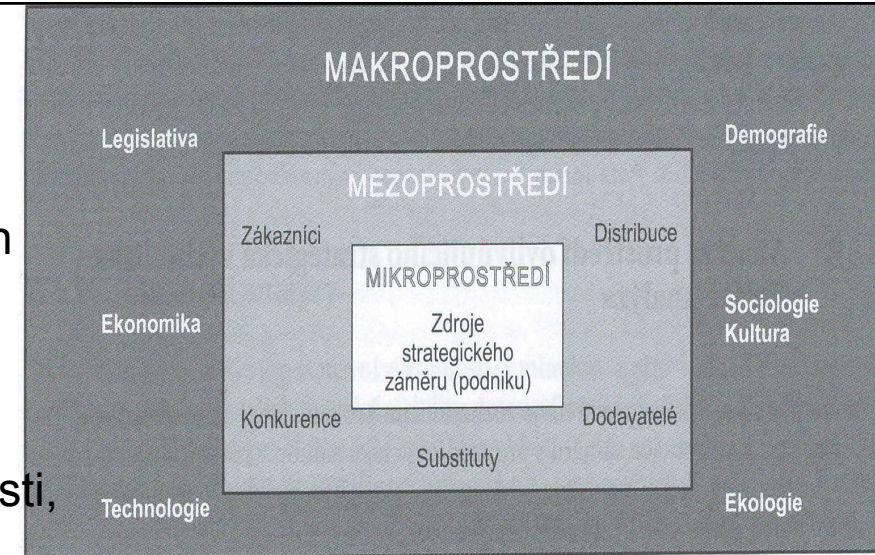 MAKROPROSTŘEDÍ
Legislativa
Demografie
MEZOPROSTŘEDÍ
Zákazníci
Distribuce
MIKROPROSTŘEDÍ
Zdroje
strategického
záměru (podniku)
Ekonomika
Sociologie
Kultura
Konkurence
Dodavatelé
Substituty
sti,
Technologie
Ekologie